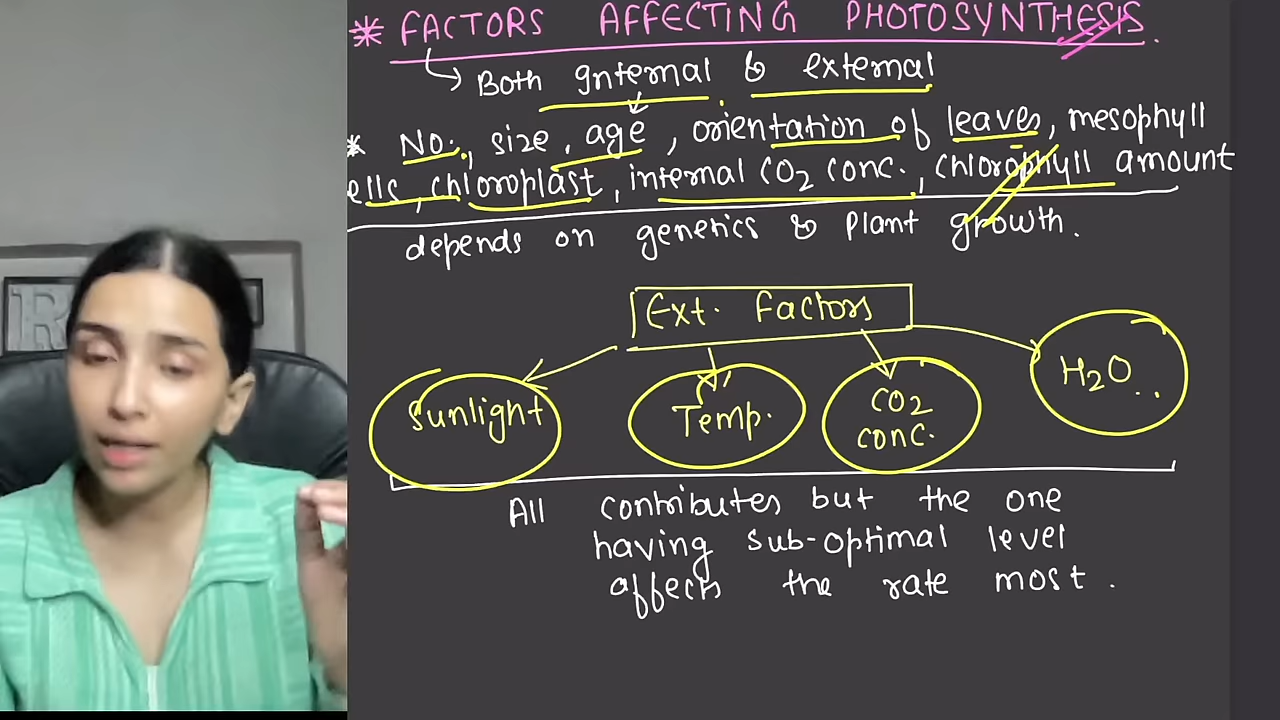 * FACTORS AFFECTING PHOTOSYNTHESIS.
↳ Both Internal & external
* No., size, age, orientation of leaves, mesophyll
ells, chloroplast, internal CO2 conc., chlorophyll amount
depends on genetics & Plant growth.
Ext. Factors
Sunlight
Temp.
CO2
conc.
H2O
All contributes but the one
having sub-optimal level
affects the rate most.
R